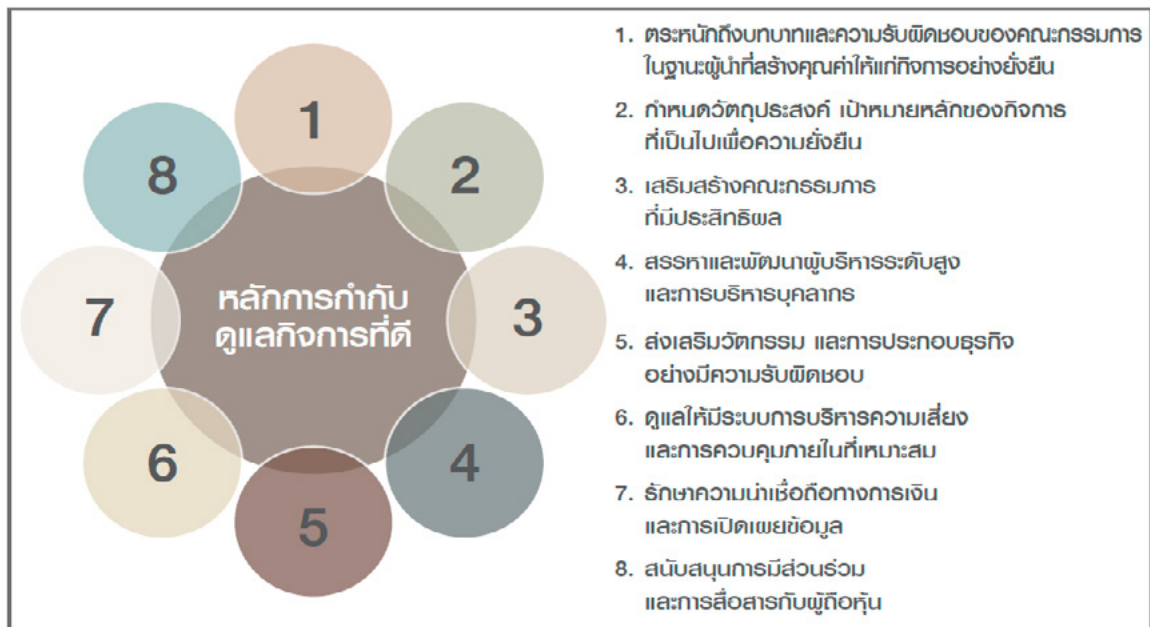 1
2
3
4
5
6
7
8
หลักการกำกับ
ดูแลกิจการที่ดี
1. ตระหนักถึงบทบาทและความรับผิดชอบของคณะกรรมการ
ในฐานะผู้นำที่สร้างคุณค่าให้แก่กิจการอย่างยั่งยืน
2. กำหนดวัตถุประสงค์ เป้าหมายหลักของกิจการ
ที่เป็นไปเพื่อความยั่งยืน
3. เสริมสร้างคณะกรรมการ
ที่มีประสิทธิผล
4. สรรหาและพัฒนาผู้บริหารระดับสูง
และการบริหารบุคลากร
5. ส่งเสริมวัตกรรม และการประกอบธุรกิจ
อย่างมีความรับผิดชอบ
6. ดูแลให้มีระบบการบริหารความเสี่ยง
และการควบคุมภายในที่เหมาะสม
7. รักษาความน่าเชื่อถือทางการเงิน
และการเปิดเผยข้อมูล
8. สนับสนุนการมีส่วนร่วม
และการสื่อสารกับผู้ถือหุ้น